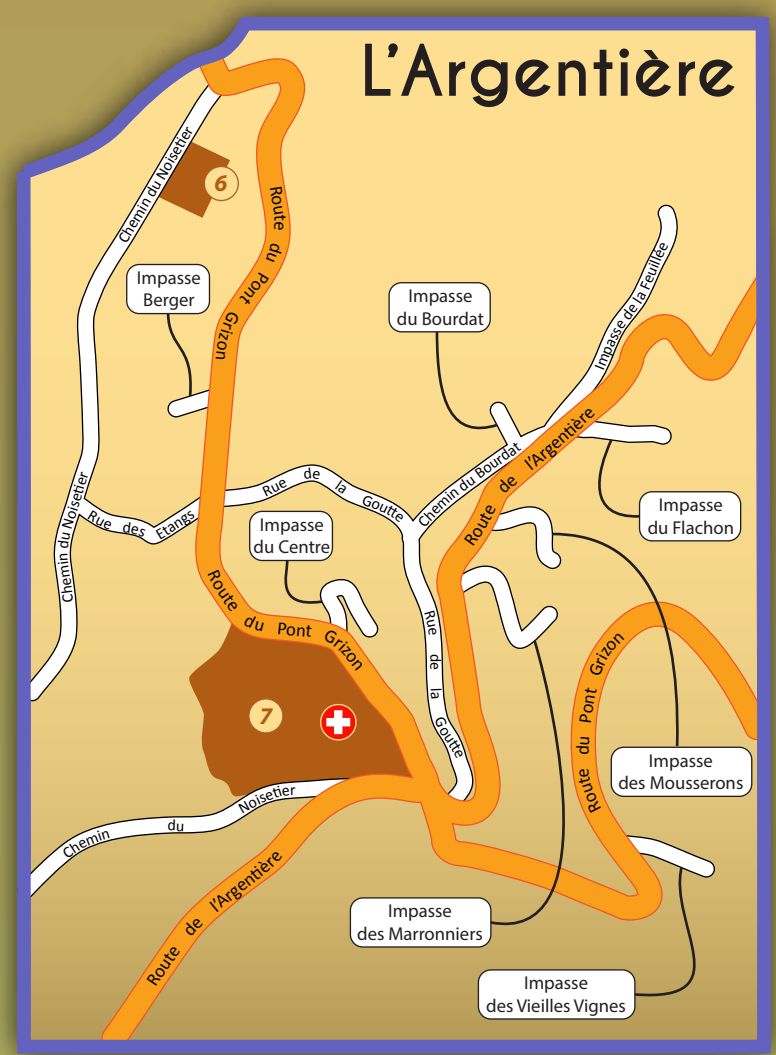 L'Argentière
Chemin du Noisetier
6
Route du Pont Grizon
Impasse
Berger
Impasse
du Bourdat
Impasse de la Feuillée
Chemin du Bourdat
Route de l'Argentière
Impasse
du Flachon
Chemin du Noisetier
Rue des Etangs
Rue de la Goutte
Impasse
du Centre
Route du Pont Grizon
Rue de la Goutte
Route du Pont Grizon
7
Impasse
des Mousserons
Chemin du Noisetier
Route de l'Argentière
Impasse
des Marronniers
Impasse
des Vieilles Vignes